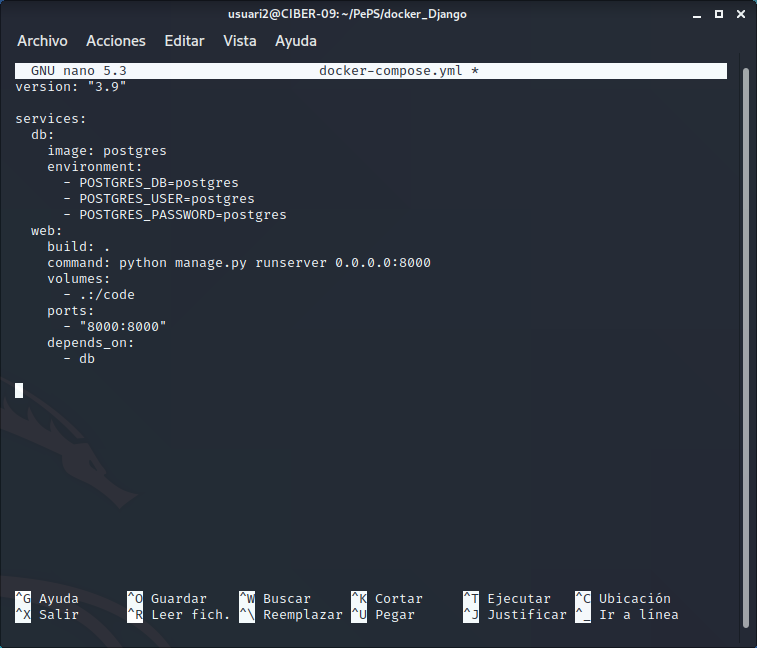 usuari2@CIBER-09: ~/PePS/docker_Django
Archivo Acciones Editar Vista Ayuda
GNU nano 5.3 docker-compose.yml *
version: "3.9"
services:
  db:
    image: postgres
    environment:
      - POSTGRES_DB=postgres
      - POSTGRES_USER=postgres
      - POSTGRES_PASSWORD=postgres
  web:
    build: .
    command: python manage.py runserver 0.0.0.0:8000
    volumes:
      - .:/code
    ports:
      - "8000:8000"
    depends_on:
      - db
^G Ayuda ^O Guardar ^W Buscar ^K Cortar ^T Ejecutar ^C Ubicación
^X Salir ^R Leer fich. ^\ Reemplazar ^U Pegar ^J Justificar ^_ Ir a línea